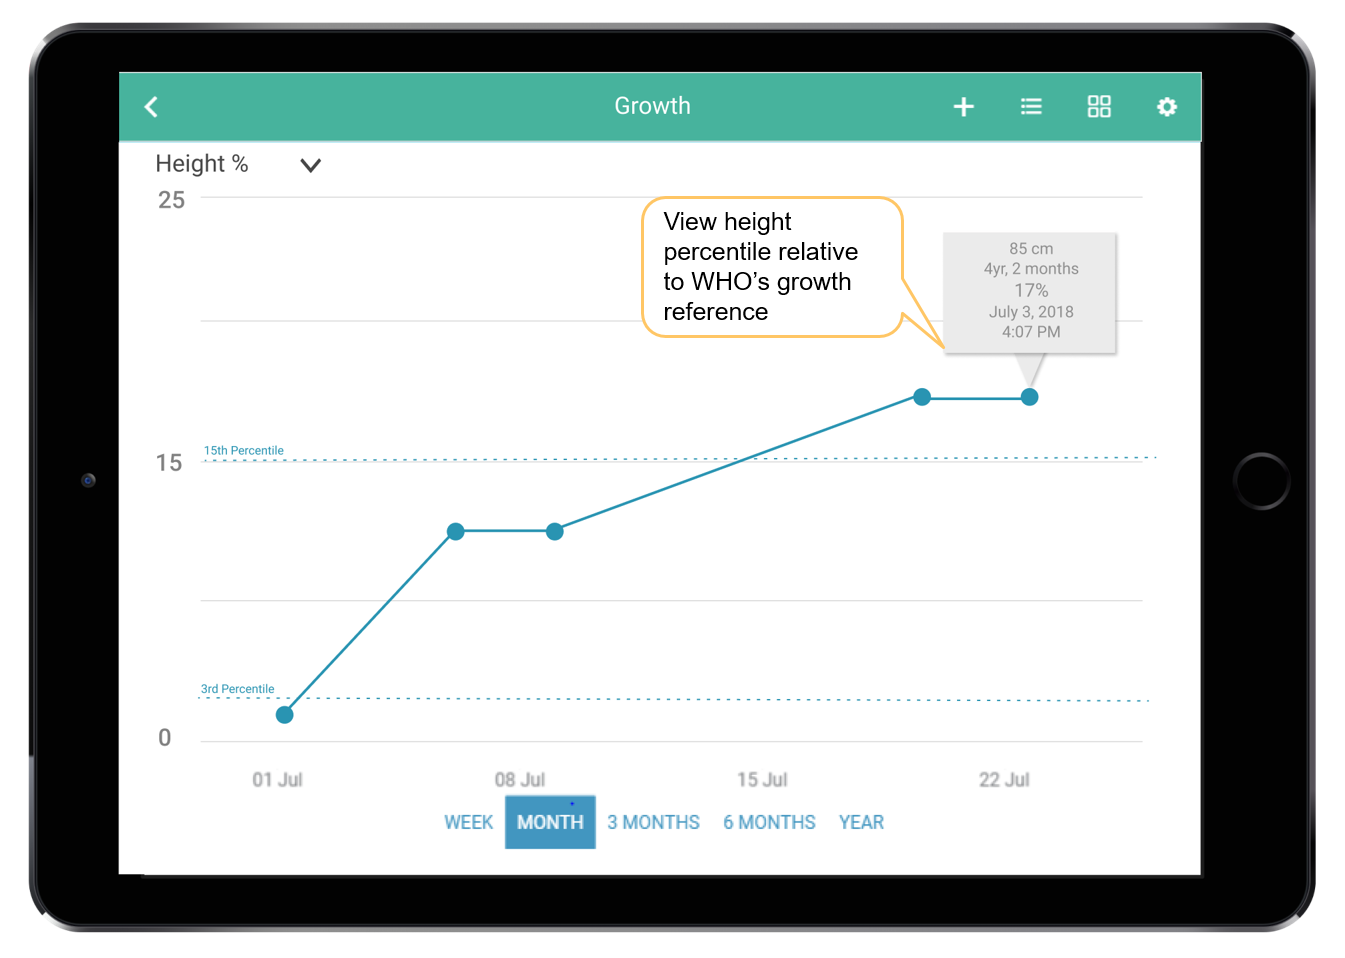 Growth
Height %
25
View height
percentile relative
to WHO's growth
reference
85 cm
4yr, 2 months
17%
July 3, 2018
4:07 PM
15th Percentile
15
3rd Percentile
0
01 Jul
08 Jul
15 Jul
22 Jul
WEEK
MONTH
3 MONTHS
6 MONTHS
YEAR